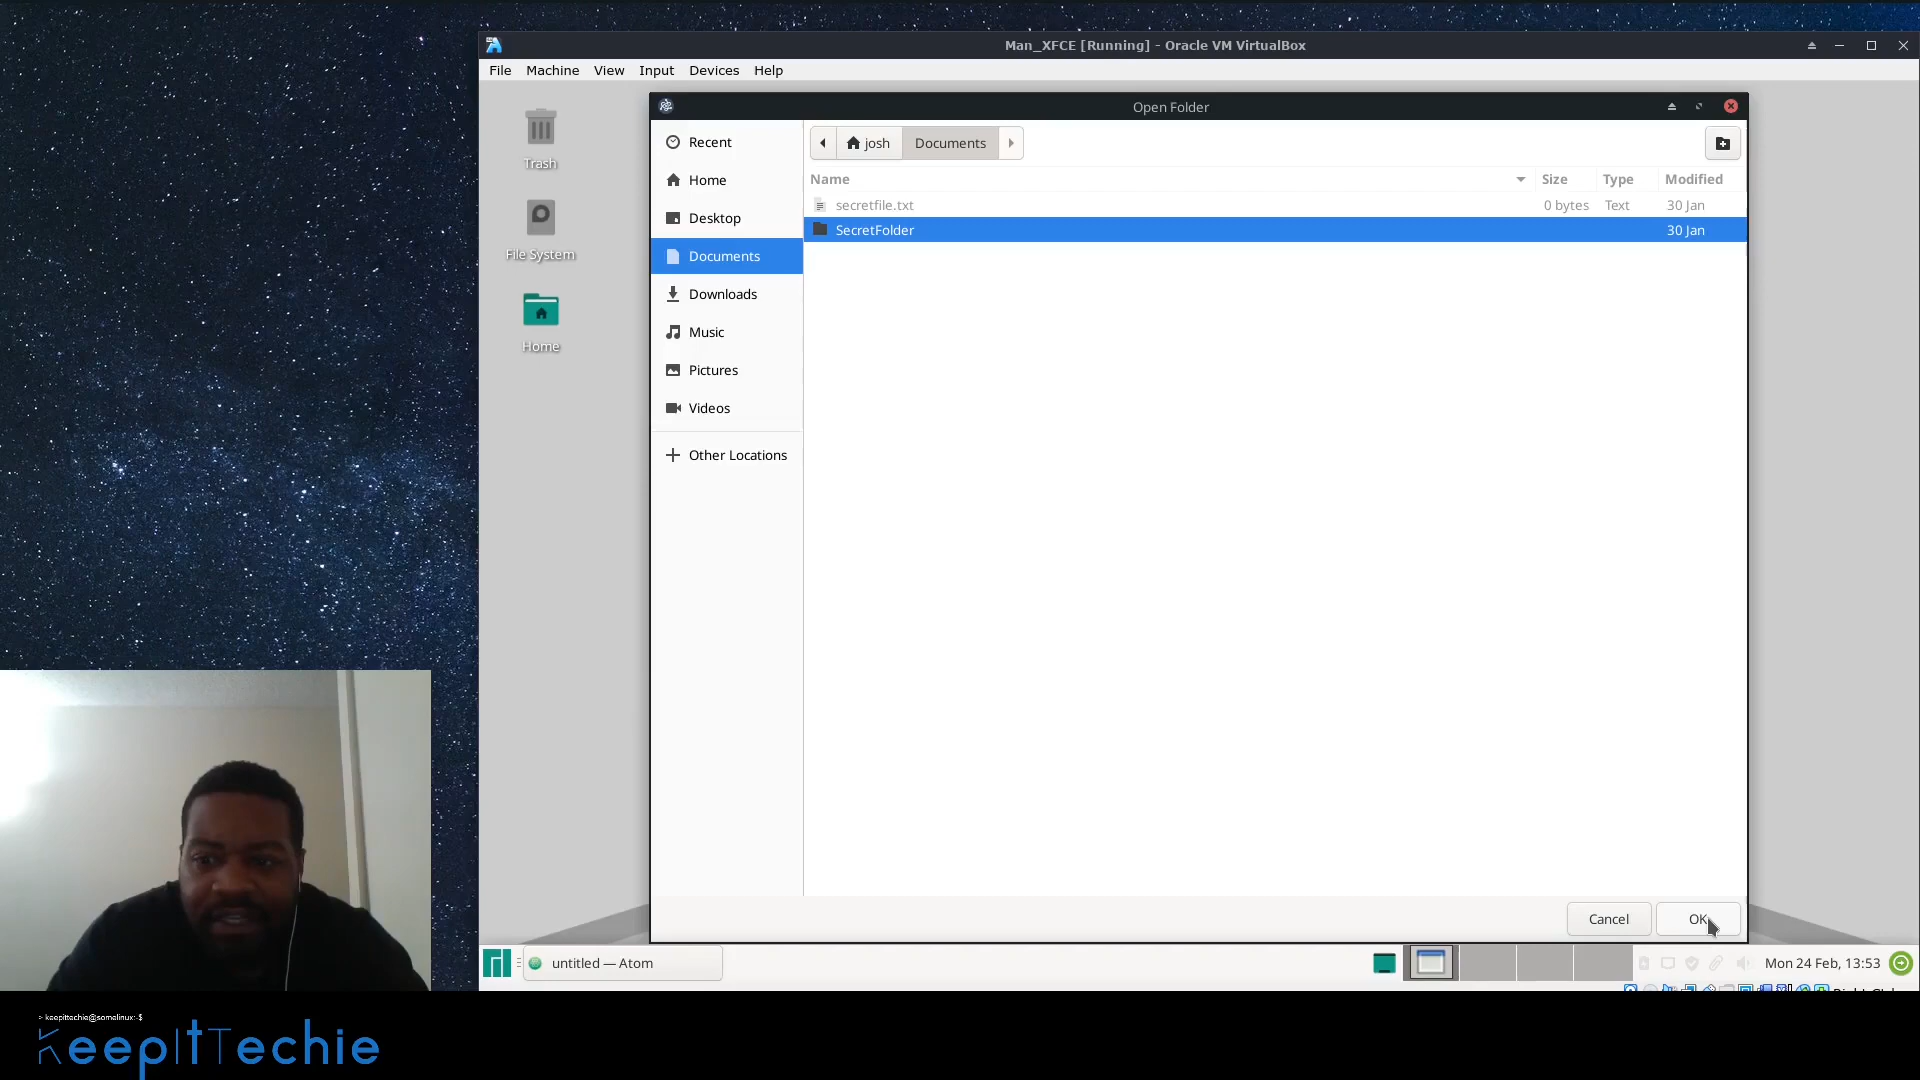 Man_XFCE [Running] - Oracle VM VirtualBox
File Machine View Input Devices Help
Open Folder
Trash
File System
Home
Recent
Home
Desktop
Documents
Downloads
Music
Pictures
Videos
Other Locations
josh Documents
Name Size Type Modified
secretfile.txt 0 bytes Text 30 Jan
SecretFolder 30 Jan
Cancel OK
untitled — Atom
Mon 24 Feb, 13:53
> keepittechie@somelinux:~$
KeepItTechie